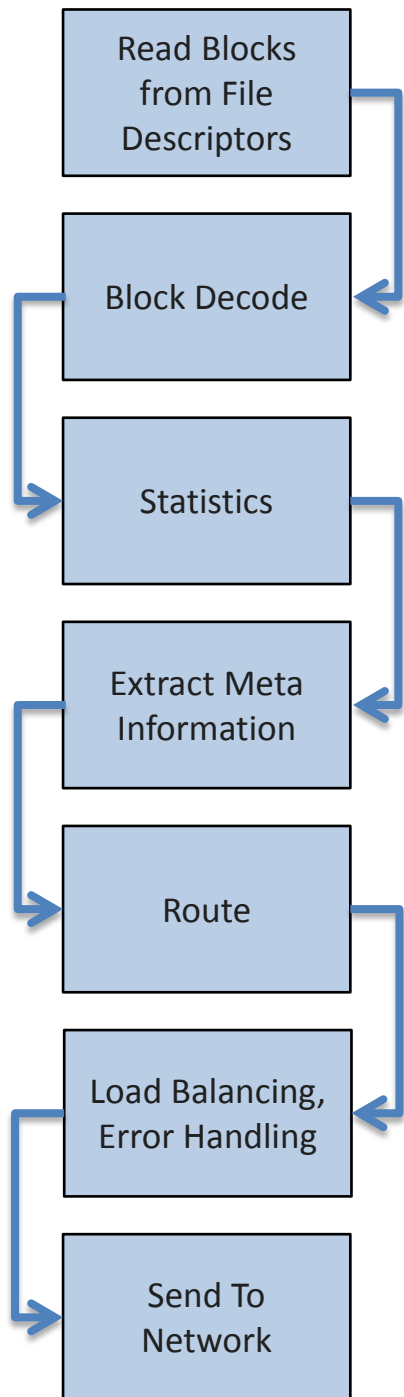 Read Blocks
from File
Descriptors
Block Decode
Statistics
Extract Meta
Information
Route
Load Balancing,
Error Handling
Send To
Network